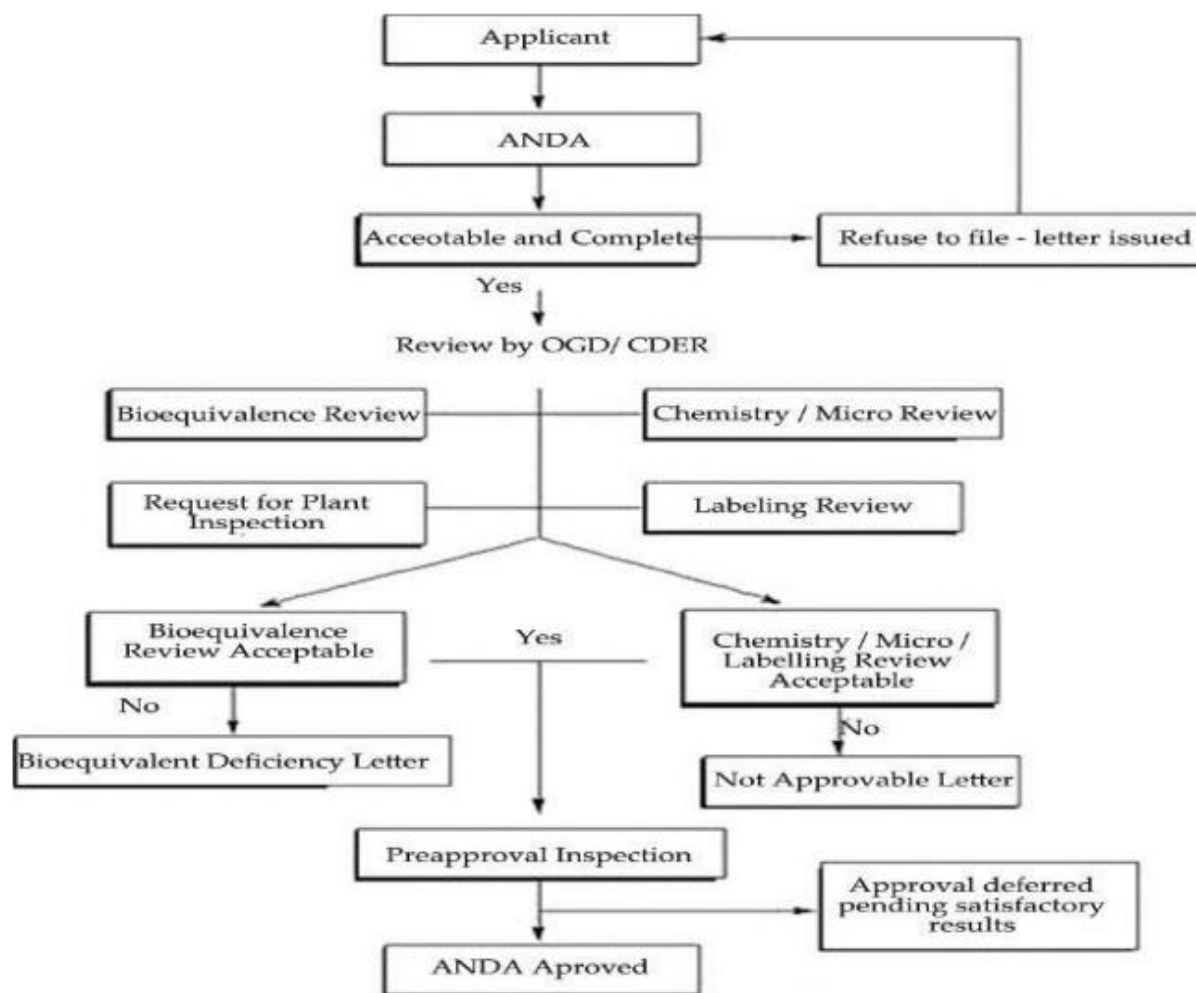 Applicant
ANDA
Acceotable and Complete
Refuse to file - letter issued
Yes
Review by OGD/ CDER
Bioequivalence Review
Chemistry / Micro Review
Request for Plant
Inspection
Labeling Review
Bioequivalence
Review Acceptable
Yes
Chemistry / Micro /
Labelling Review
Acceptable
No
No
Bioequivalent Deficiency Letter
Not Approvable Letter
Preapproval Inspection
Approval deferred
pending satisfactory
results
ANDA Aproved